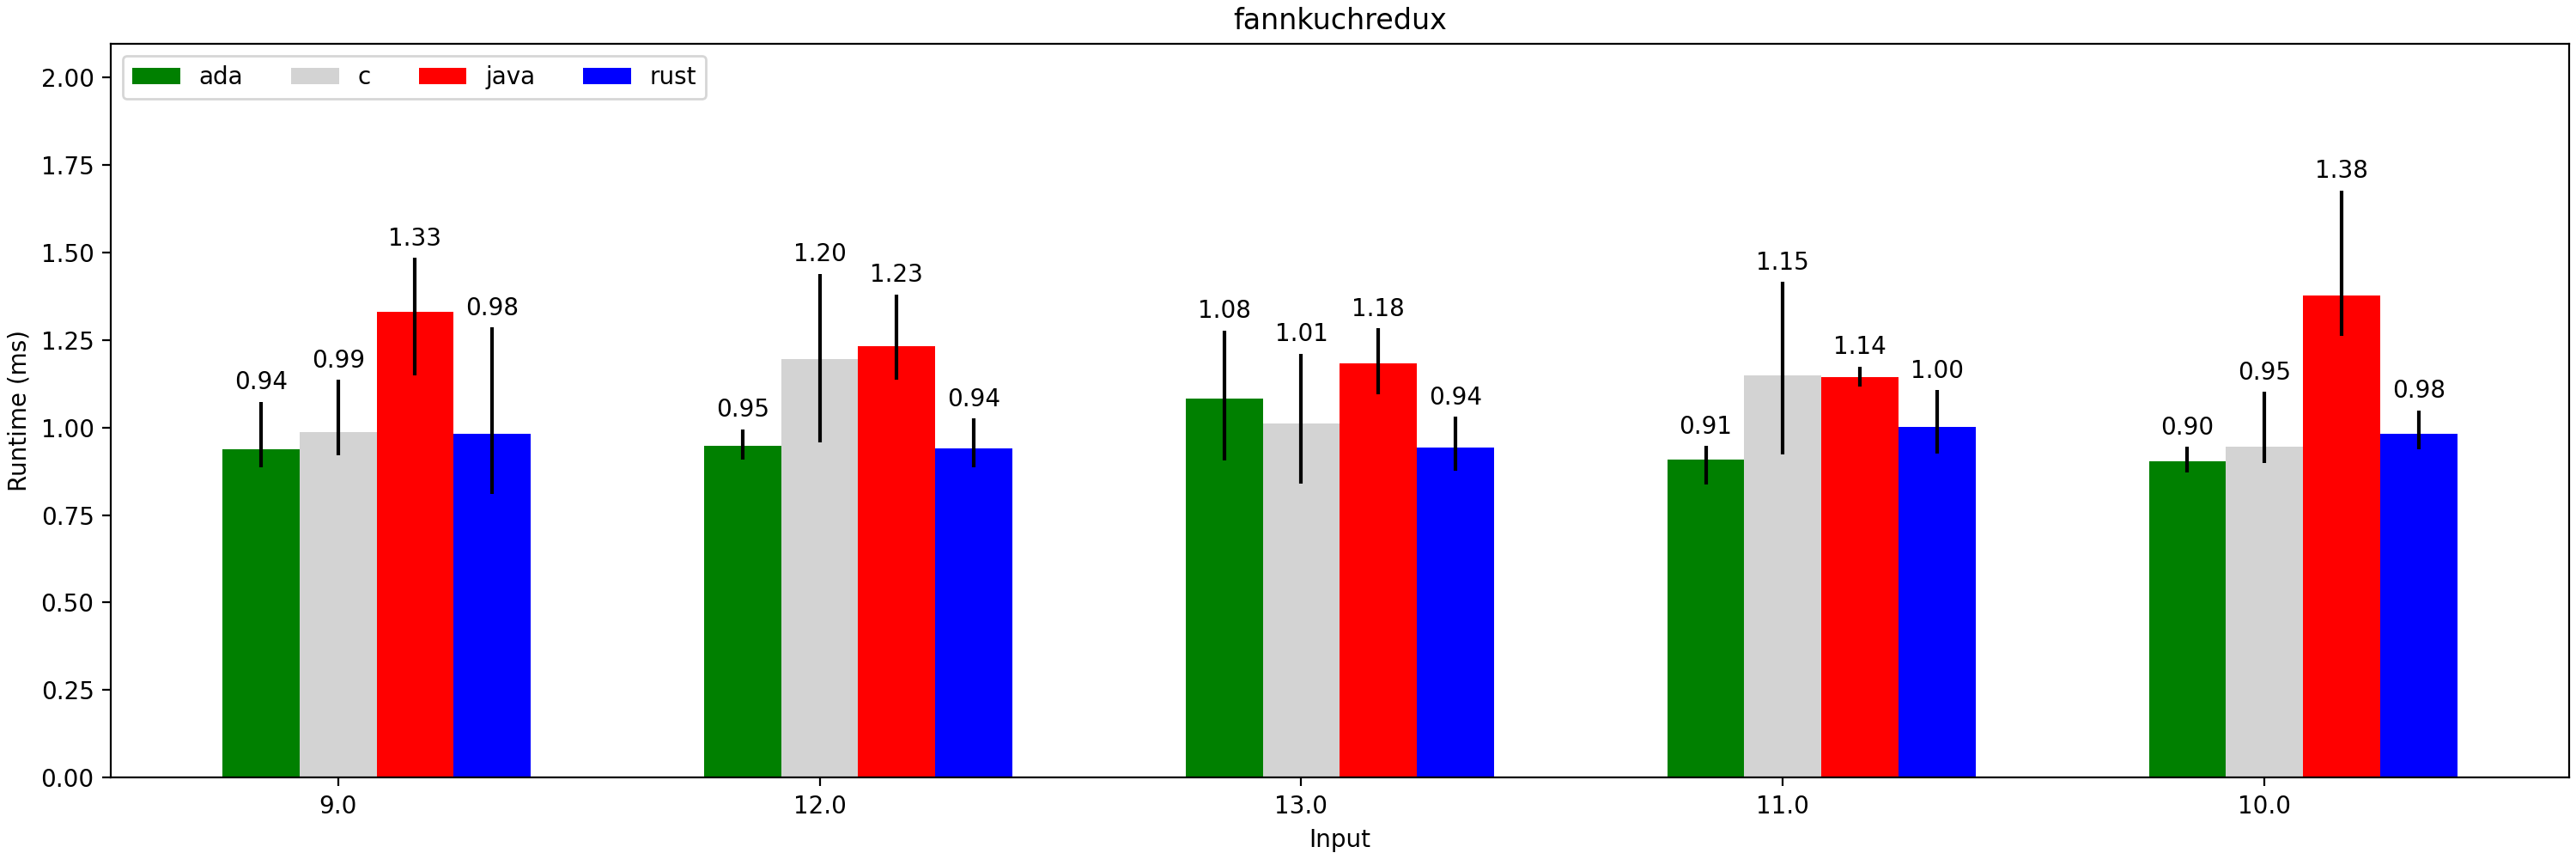 fannkuchredux
ada c java rust
2.00
1.75
1.50
1.25
1.00
0.75
0.50
0.25
0.00
Runtime (ms)
0.94 0.99 1.33 0.98
0.95 1.20 1.23 0.94
1.08 1.01 1.18 0.94
0.91 1.15 1.14 1.00
0.90 0.95 1.38 0.98
9.0 12.0 13.0 11.0 10.0
Input